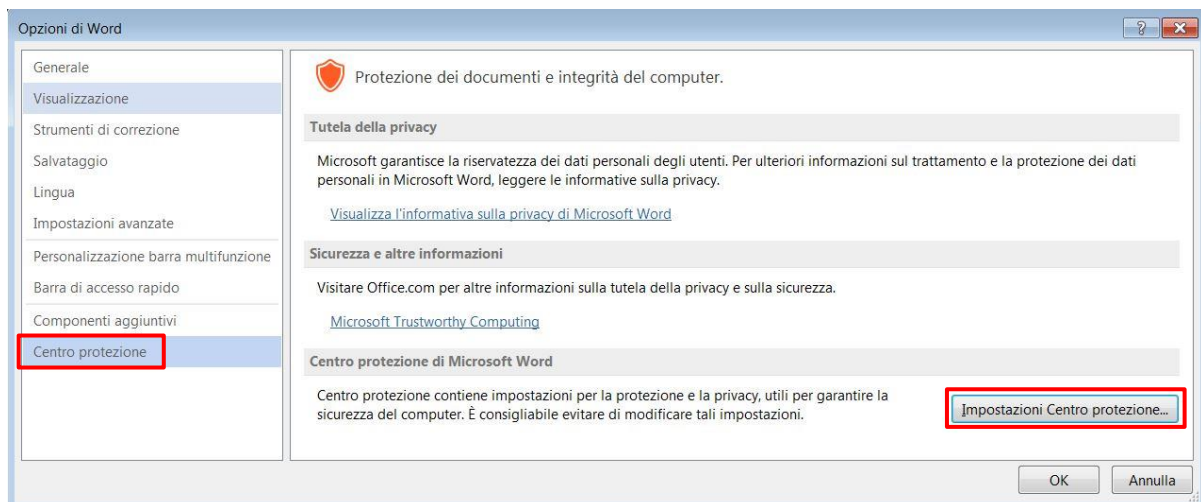 Opzioni di Word
Generale
Visualizzazione
Strumenti di correzione
Salvataggio
Lingua
Impostazioni avanzate
Personalizzazione barra multifunzione
Barra di accesso rapido
Componenti aggiuntivi
Centro protezione
Protezione dei documenti e integrità del computer.
Tutela della privacy
Microsoft garantisce la riservatezza dei dati personali degli utenti. Per ulteriori informazioni sul trattamento e la protezione dei dati
personali in Microsoft Word, leggere le informative sulla privacy.
Visualizza l'informativa sulla privacy di Microsoft Word
Sicurezza e altre informazioni
Visitare Office.com per altre informazioni sulla tutela della privacy e sulla sicurezza.
Microsoft Trustworthy Computing
Centro protezione di Microsoft Word
Centro protezione contiene impostazioni per la protezione e la privacy, utili per garantire la
sicurezza del computer. È consigliabile evitare di modificare tali impostazioni.
Impostazioni Centro protezione...
OK
Annulla